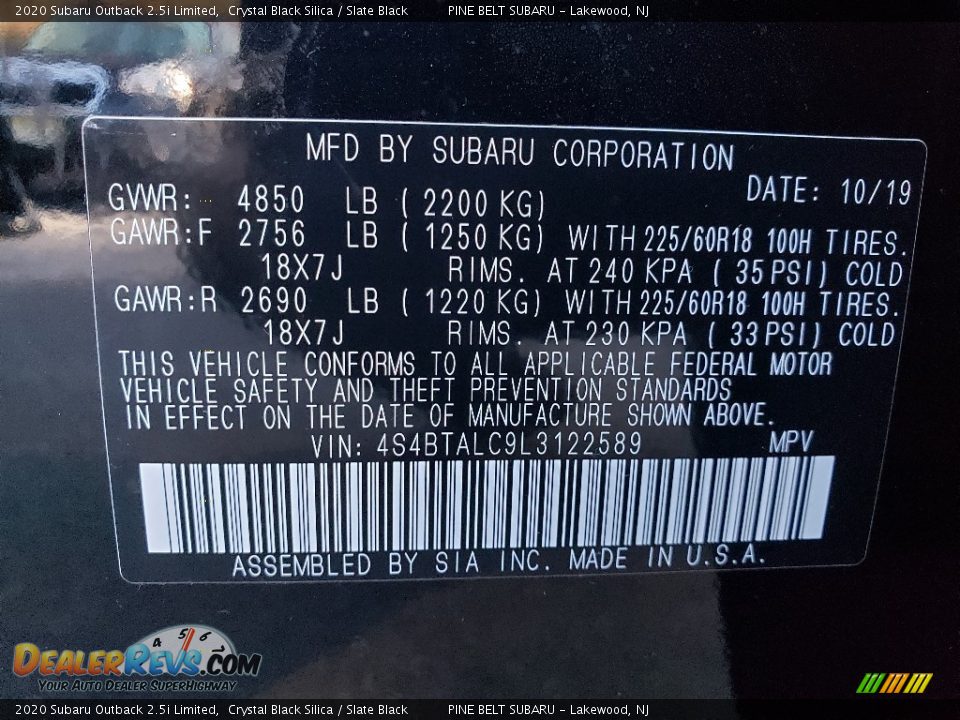 2020 Subaru Outback 2.5i Limited, Crystal Black Silica / Slate Black PINE BELT SUBARU - Lakewood, NJ
MFD BY SUBARU CORPORATION
DATE: 10/19
GVWR: 4850 LB ( 2200 KG)
GAWR:F 2756 LB ( 1250 KG) WITH 225/60R18 100H TIRES.
18X7J RIMS. AT 240 KPA ( 35 PSI) COLD
GAWR:R 2690 LB ( 1220 KG) WITH 225/60R18 100H TIRES.
18X7J RIMS. AT 230 KPA ( 33 PSI) COLD
THIS VEHICLE CONFORMS TO ALL APPLICABLE FEDERAL MOTOR
VEHICLE SAFETY AND THEFT PREVENTION STANDARDS
IN EFFECT ON THE DATE OF MANUFACTURE SHOWN ABOVE.
VIN: 4S4BTALC9L3122589 MPV
ASSEMBLED BY SIA INC. MADE IN U.S.A.
4 5 6
DEALERREVS.COM
YOUR AUTO DEALER SUPERHIGHWAY
2020 Subaru Outback 2.5i Limited, Crystal Black Silica / Slate Black PINE BELT SUBARU - Lakewood, NJ